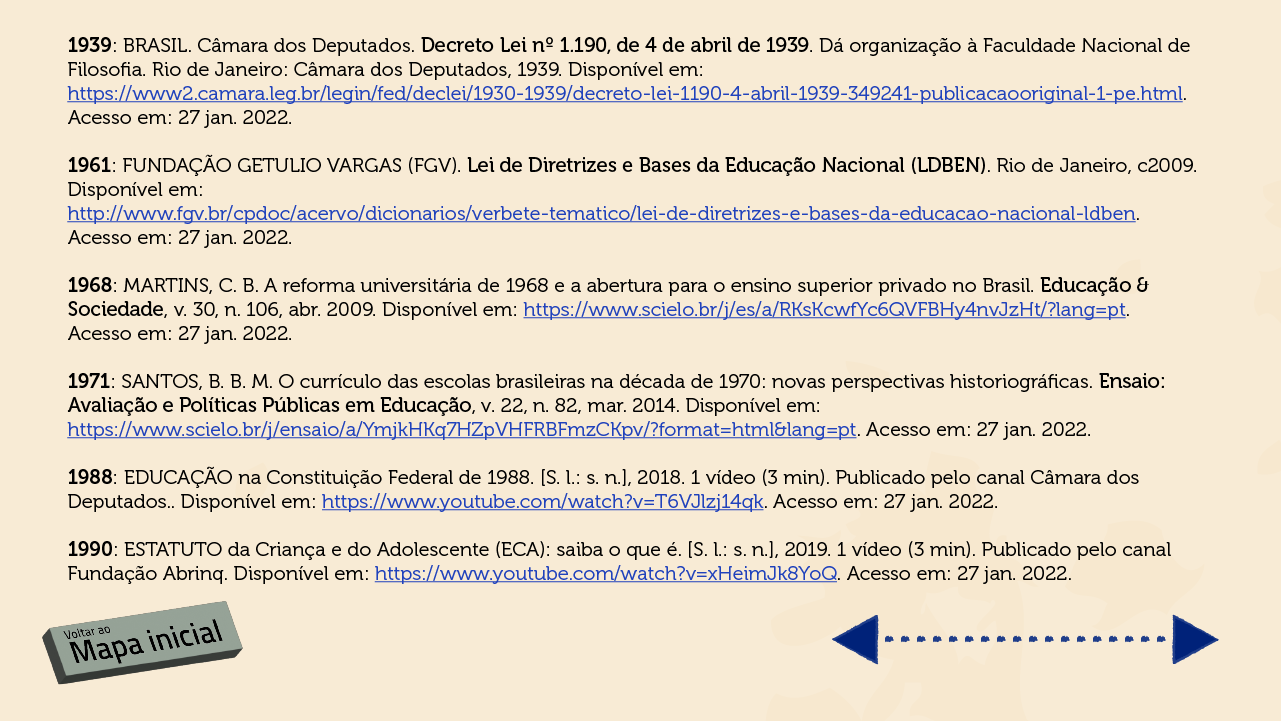 1939: BRASIL. Câmara dos Deputados. Decreto Lei nº 1.190, de 4 de abril de 1939. Dá organização à Faculdade Nacional de
Filosofia. Rio de Janeiro: Câmara dos Deputados, 1939. Disponível em:
https://www2.camara.leg.br/legin/fed/declei/1930-1939/decreto-lei-1190-4-abril-1939-349241-publicacaooriginal-1-pe.html.
Acesso em: 27 jan. 2022.
1961: FUNDAÇÃO GETULIO VARGAS (FGV). Lei de Diretrizes e Bases da Educação Nacional (LDBEN). Rio de Janeiro, c2009.
Disponível em:
http://www.fgv.br/cpdoc/acervo/dicionarios/verbete-tematico/lei-de-diretrizes-e-bases-da-educacao-nacional-ldben.
Acesso em: 27 jan. 2022.
1968: MARTINS, C. B. A reforma universitária de 1968 e a abertura para o ensino superior privado no Brasil. Educação &
Sociedade, v. 30, n. 106, abr. 2009. Disponível em: https://www.scielo.br/j/es/a/RKsKcwfYc6QVFBHy4nvJzHt/?lang=pt.
Acesso em: 27 jan. 2022.
1971: SANTOS, B. B. M. O currículo das escolas brasileiras na década de 1970: novas perspectivas historiográficas. Ensaio:
Avaliação e Políticas Públicas em Educação, v. 22, n. 82, mar. 2014. Disponível em:
https://www.scielo.br/j/ensaio/a/YmjkHKq7HZpVHFRBFmzCKpv/?format=html&lang=pt. Acesso em: 27 jan. 2022.
1988: EDUCAÇÃO na Constituição Federal de 1988. [S. l.: s. n.], 2018. 1 vídeo (3 min). Publicado pelo canal Câmara dos
Deputados.. Disponível em: https://www.youtube.com/watch?v=T6VJlzj14qk. Acesso em: 27 jan. 2022.
1990: ESTATUTO da Criança e do Adolescente (ECA): saiba o que é. [S. l.: s. n.], 2019. 1 vídeo (3 min). Publicado pelo canal
Fundação Abrinq. Disponível em: https://www.youtube.com/watch?v=xHeimJk8YoQ. Acesso em: 27 jan. 2022.
Voltar ao
Mapa inicial